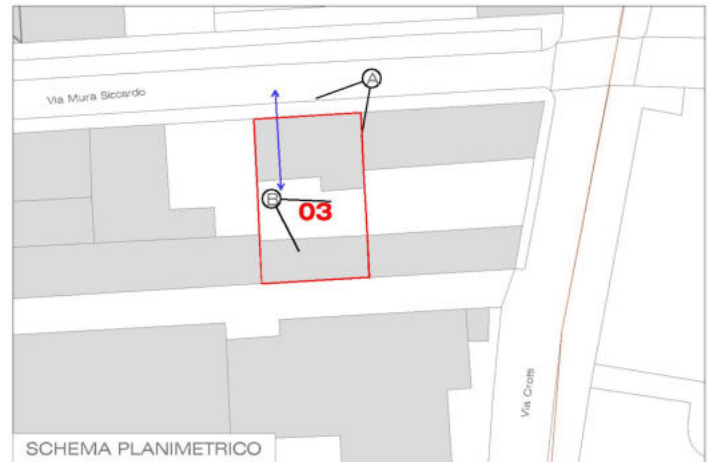 A
Via Mura Siccardo
B
03
Via Crotti
SCHEMA PLANIMETRICO